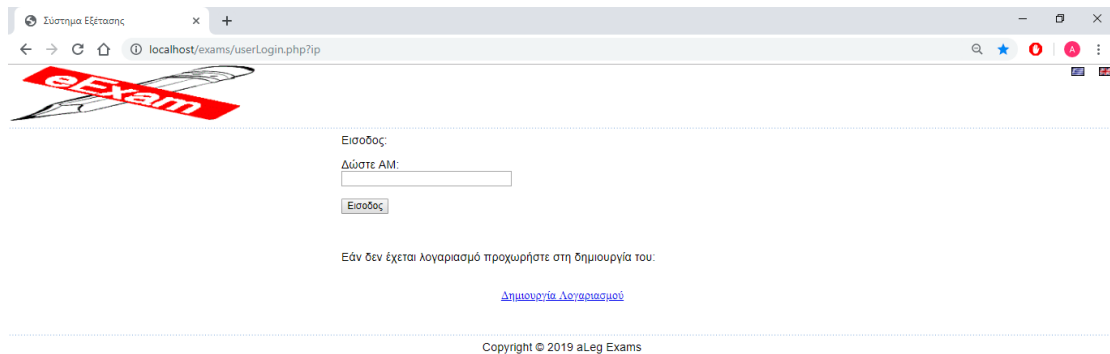 Σύστημα Εξέτασης
localhost/exams/userLogin.php?ip
A
eExam
Εισοδος:
Δώστε ΑΜ:
Εισοδος
Εάν δεν έχεται λογαριασμό προχωρήστε στη δημιουργία του:
Δημιουργία Λογαριασμού
Copyright © 2019 aLeg Exams